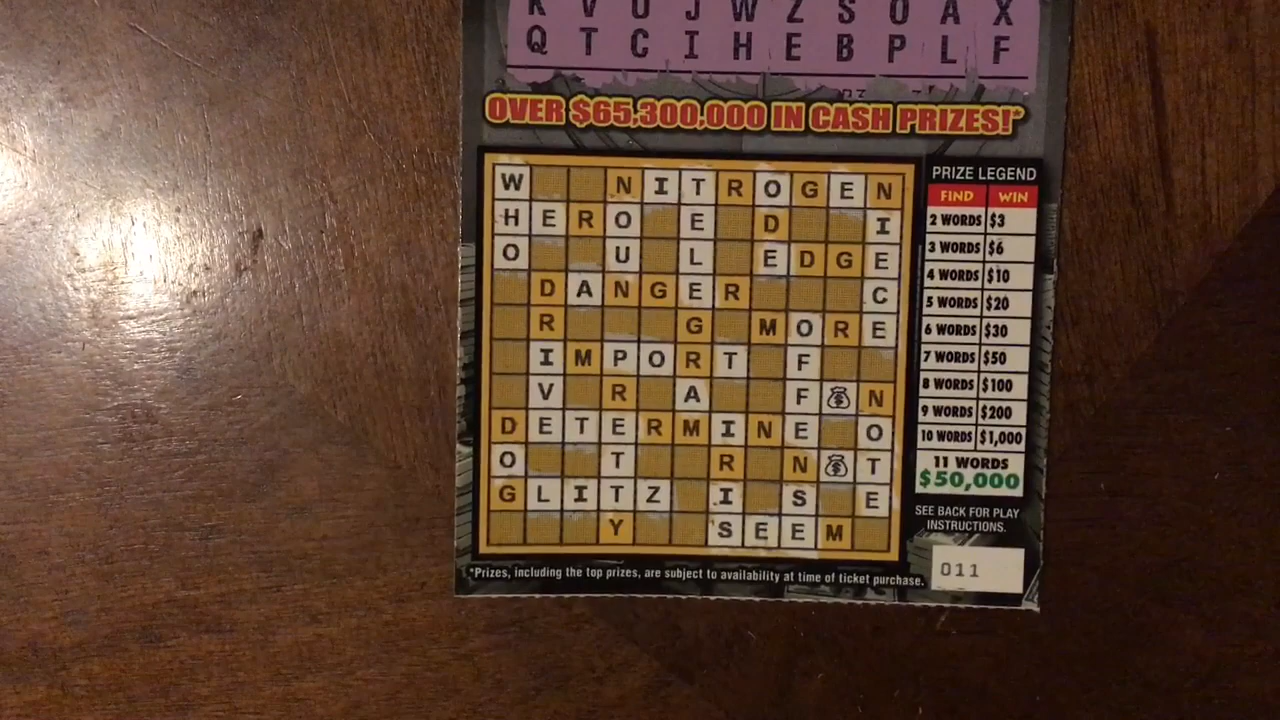 K V U J W Z S O A X
Q T C I H E B P L F
OVER $65,300,000 IN CASH PRIZES!*
W N I T R O G E N
H E R O E D I
O U L E D G E
D A N G E R C
R G M O R E
I M P O R T F
V R A F $ N
D E T E R M I N E O
O T R N $ T
G L I T Z I S E
Y S E E M
PRIZE LEGEND
FIND WIN
2 WORDS $3
3 WORDS $6
4 WORDS $10
5 WORDS $20
6 WORDS $30
7 WORDS $50
8 WORDS $100
9 WORDS $200
10 WORDS $1,000
11 WORDS
$50,000
SEE BACK FOR PLAY
INSTRUCTIONS.
011
*Prizes, including the top prizes, are subject to availability at time of ticket purchase.